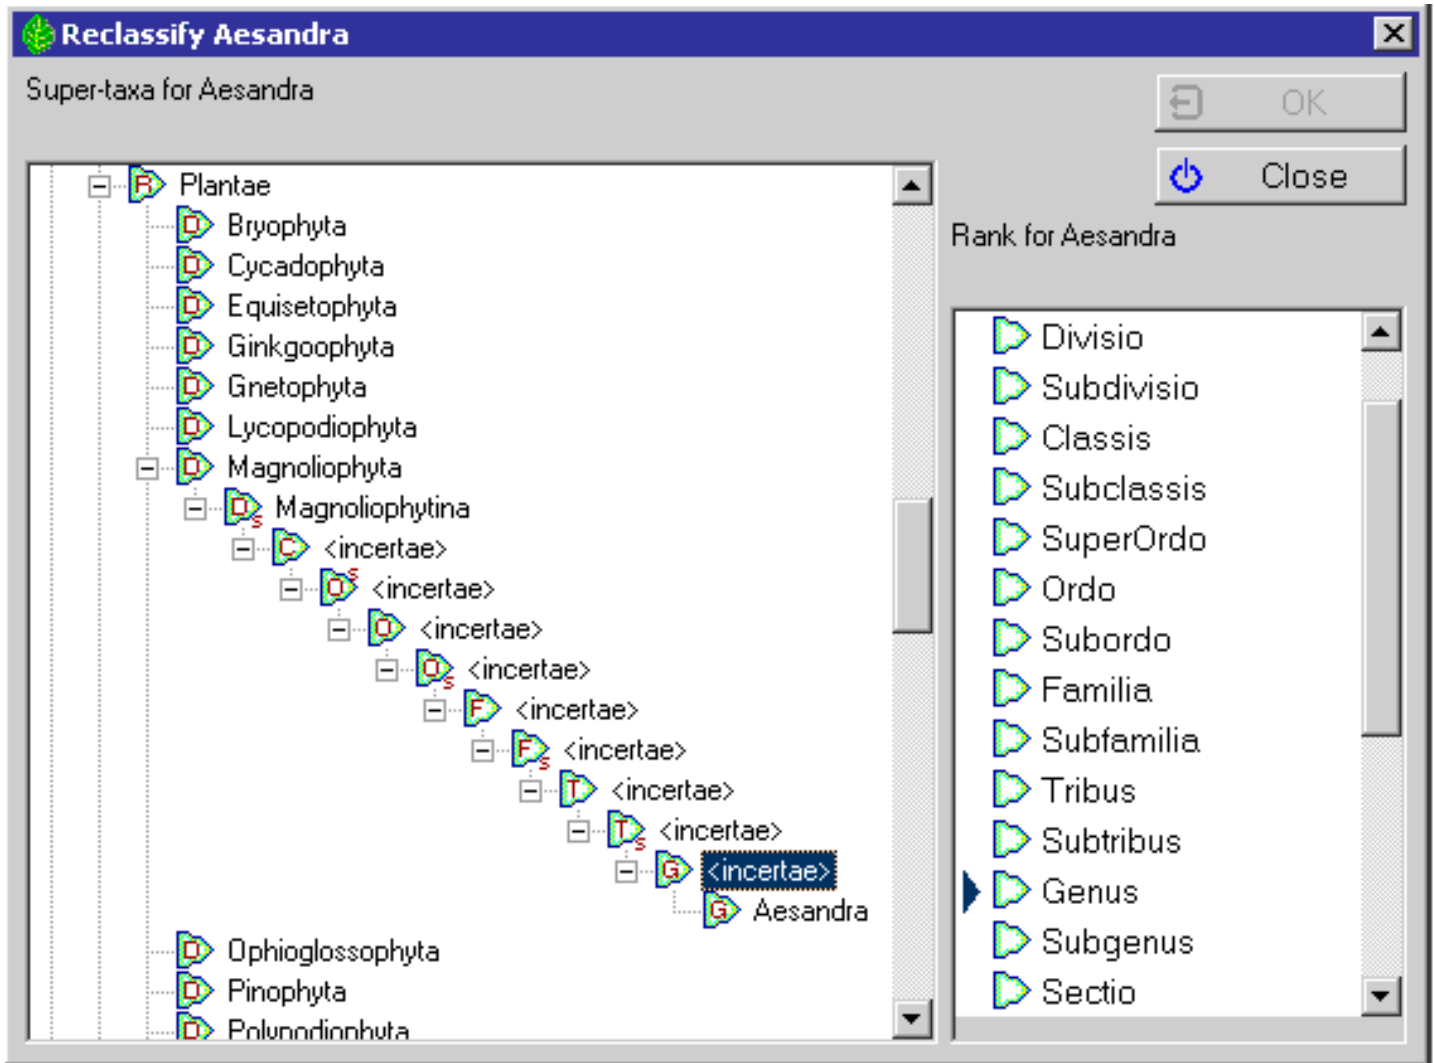 Reclassify Aesandra
Super-taxa for Aesandra
OK
Close
R Plantae
D Bryophyta
D Cycadophyta
D Equisetophyta
D Ginkgoophyta
D Gnetophyta
D Lycopodiophyta
D Magnoliophyta
D s Magnoliophytina
C <incertae>
O s <incertae>
O <incertae>
O s <incertae>
F <incertae>
F s <incertae>
T <incertae>
T s <incertae>
G <incertae>
G Aesandra
D Ophioglossophyta
D Pinophyta
D Polypodiophyta
Rank for Aesandra
Divisio
Subdivisio
Classis
Subclassis
SuperOrdo
Ordo
Subordo
Familia
Subfamilia
Tribus
Subtribus
Genus
Subgenus
Sectio